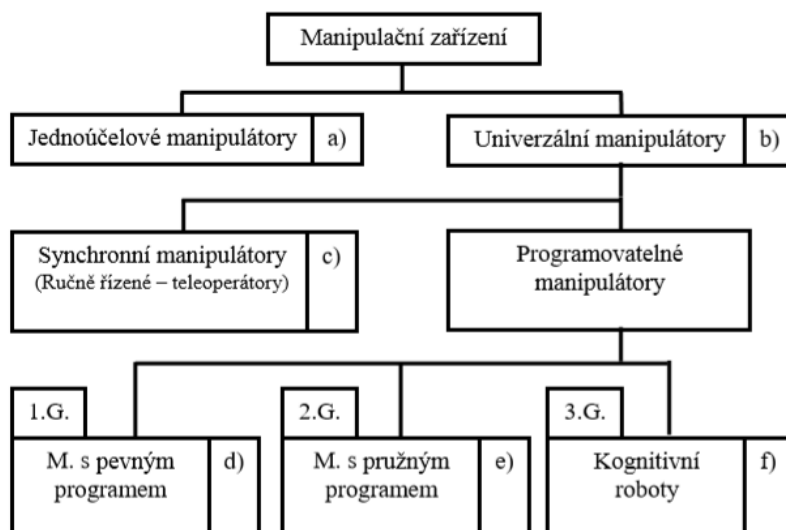 Manipulační zařízení
Jednoúčelové manipulátory a)
Univerzální manipulátory b)
Synchronní manipulátory c)
(Ručně řízené – teleoperátory)
Programovatelné
manipulátory
1.G.
M. s pevným d)
programem
2.G.
M. s pružným e)
programem
3.G.
Kognitivní f)
roboty